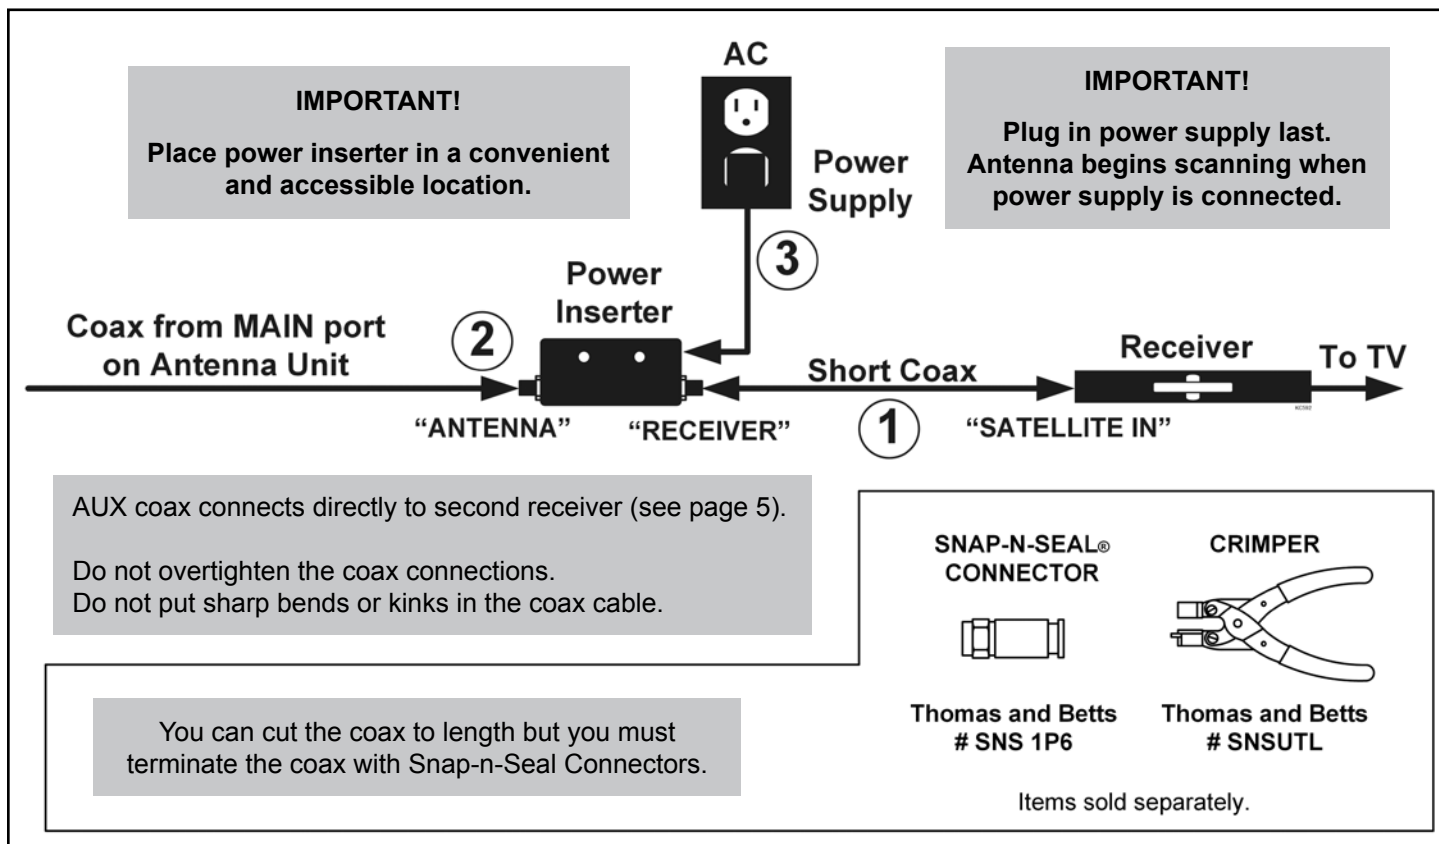 AC
IMPORTANT!
Place power inserter in a convenient
and accessible location.
IMPORTANT!
Plug in power supply last.
Antenna begins scanning when
power supply is connected.
Power
Supply
3
Power
Inserter
Coax from MAIN port
on Antenna Unit
2
Short Coax
Receiver
To TV
KC592
“ANTENNA”
“RECEIVER”
1
“SATELLITE IN”
AUX coax connects directly to second receiver (see page 5).
Do not overtighten the coax connections.
Do not put sharp bends or kinks in the coax cable.
SNAP-N-SEAL®
CONNECTOR
CRIMPER
Thomas and Betts
# SNS 1P6
Thomas and Betts
# SNSUTL
You can cut the coax to length but you must
terminate the coax with Snap-n-Seal Connectors.
Items sold separately.